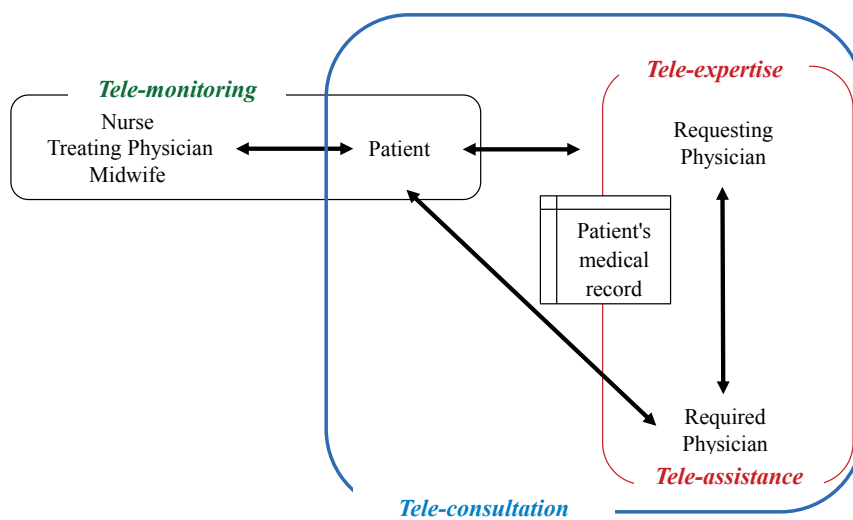 Tele-expertise
Tele-monitoring
Nurse
Treating Physician
Midwife
Patient
Requesting
Physician
Patient's
medical
record
Required
Physician
Tele-assistance
Tele-consultation